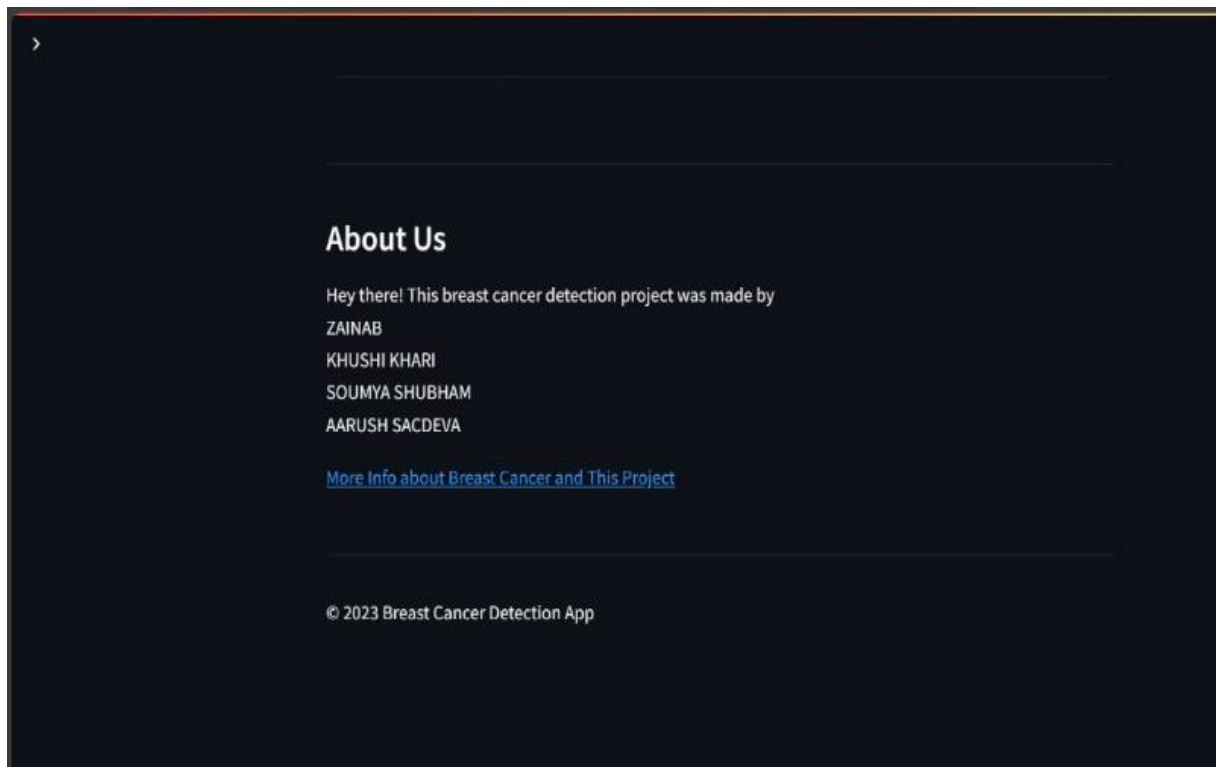 About Us
Hey there! This breast cancer detection project was made by
ZAINAB
KHUSHI KHARI
SOUMYA SHUBHAM
AARUSH SACDEVA
More Info about Breast Cancer and This Project
© 2023 Breast Cancer Detection App